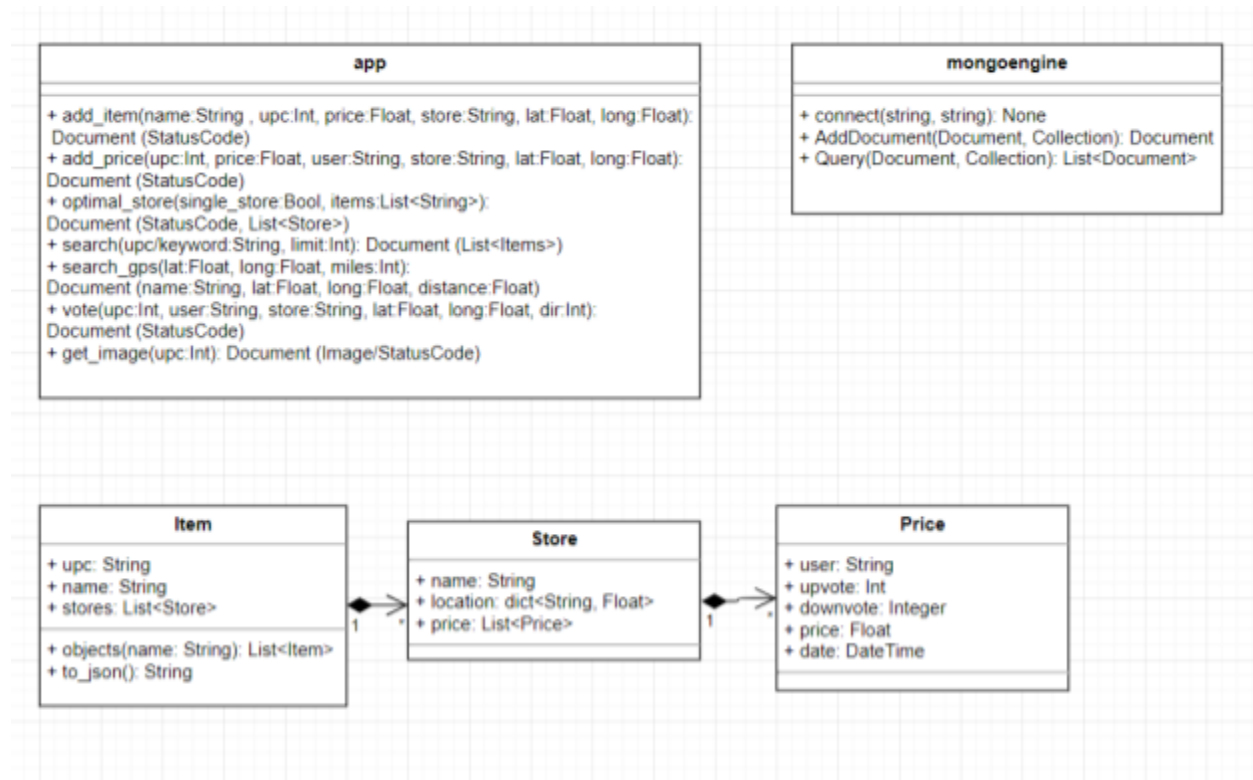 app
+ add_item(name:String , upc:Int, price:Float, store:String, lat:Float, long:Float):
Document (StatusCode)
+ add_price(upc:Int, price:Float, user:String, store:String, lat:Float, long:Float):
Document (StatusCode)
+ optimal_store(single_store:Bool, items:List<String>):
Document (StatusCode, List<Store>)
+ search(upc/keyword:String, limit:Int): Document (List<Items>)
+ search_gps(lat:Float, long:Float, miles:Int):
Document (name:String, lat:Float, long:Float, distance:Float)
+ vote(upc:Int, user:String, store:String, lat:Float, long:Float, dir:Int):
Document (StatusCode)
+ get_image(upc:Int): Document (Image/StatusCode)
mongoengine
+ connect(string, string): None
+ AddDocument(Document, Collection): Document
+ Query(Document, Collection): List<Document>
Item
+ upc: String
+ name: String
+ stores: List<Store>
+ objects(name: String): List<Item>
+ to_json(): String
1
*
Store
+ name: String
+ location: dict<String, Float>
+ price: List<Price>
1
*
Price
+ user: String
+ upvote: Int
+ downvote: Integer
+ price: Float
+ date: DateTime